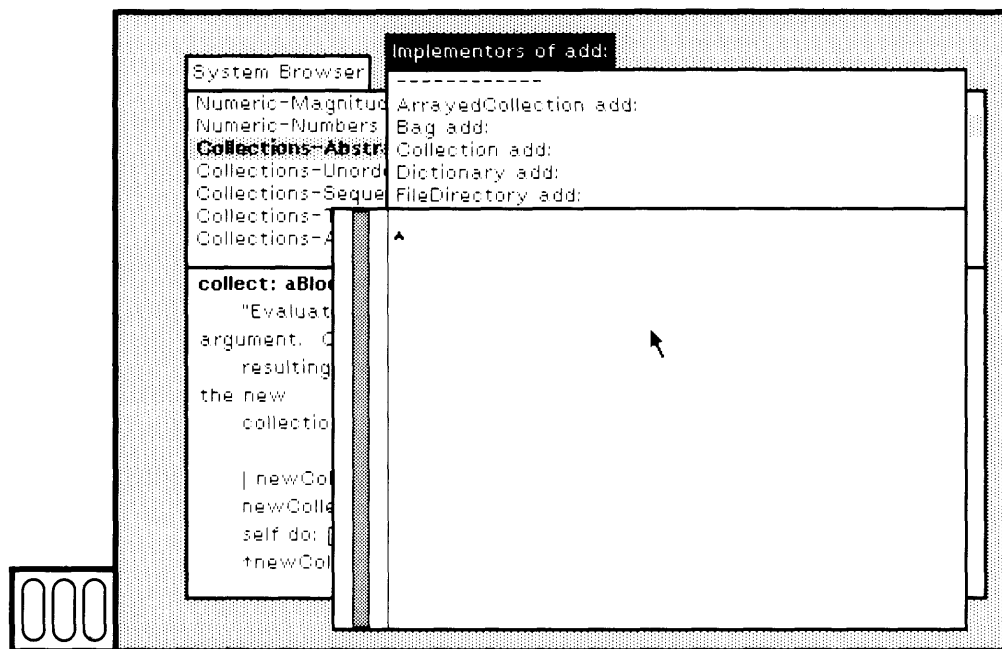 Implementors of add:
System Browser
------------
Numeric-Magnitud
ArrayedCollection add:
Numeric-Numbers
Bag add:
Collections-Abstr
Collection add:
Collections-Unord
Dictionary add:
Collections-Seque
FileDirectory add:
Collections-T
Collections-A
collect: aBloc
"Evaluat
argument. C
resulting
the new
collectio
| newCol
newColle
self do: [
↑newCol